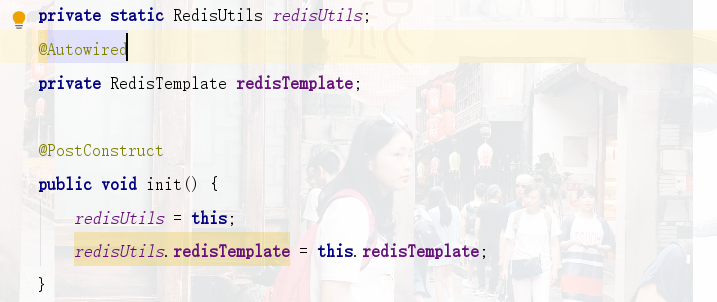 private static RedisUtils redisUtils;
@Autowired
private RedisTemplate redisTemplate;
@PostConstruct
public void init() {
redisUtils = this;
redisUtils.redisTemplate = this.redisTemplate;
}